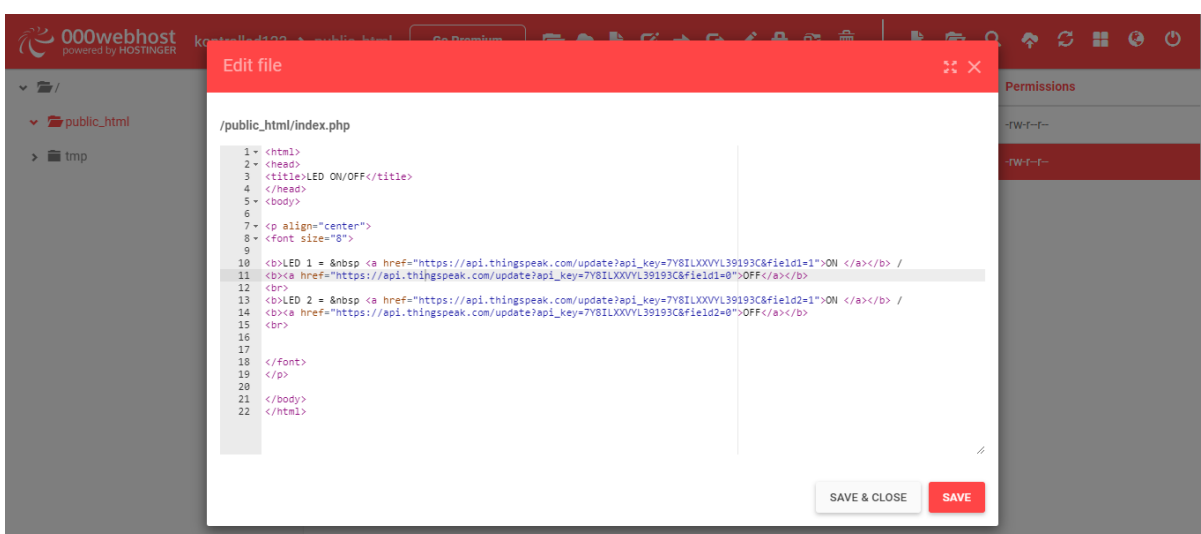 000webhost
powered by HOSTINGER
Edit file
/
Permissions
public_html
-rw-r--r--
tmp
-rw-r--r--
/public_html/index.php
1 <html>
2 <head>
3 <title>LED ON/OFF</title>
4 </head>
5 <body>
6
7 <p align="center">
8 <font size="8">
9
10 <b>LED 1 = &nbsp <a href="https://api.thingspeak.com/update?api_key=7Y8ILXXVYL39193C&field1=1">ON </a></b> /
11 <b><a href="https://api.thingspeak.com/update?api_key=7Y8ILXXVYL39193C&field1=0">OFF</a></b>
12 <br>
13 <b>LED 2 = &nbsp <a href="https://api.thingspeak.com/update?api_key=7Y8ILXXVYL39193C&field2=1">ON </a></b> /
14 <b><a href="https://api.thingspeak.com/update?api_key=7Y8ILXXVYL39193C&field2=0">OFF</a></b>
15 <br>
16
17
18 </font>
19 </p>
20
21 </body>
22 </html>
SAVE & CLOSE
SAVE